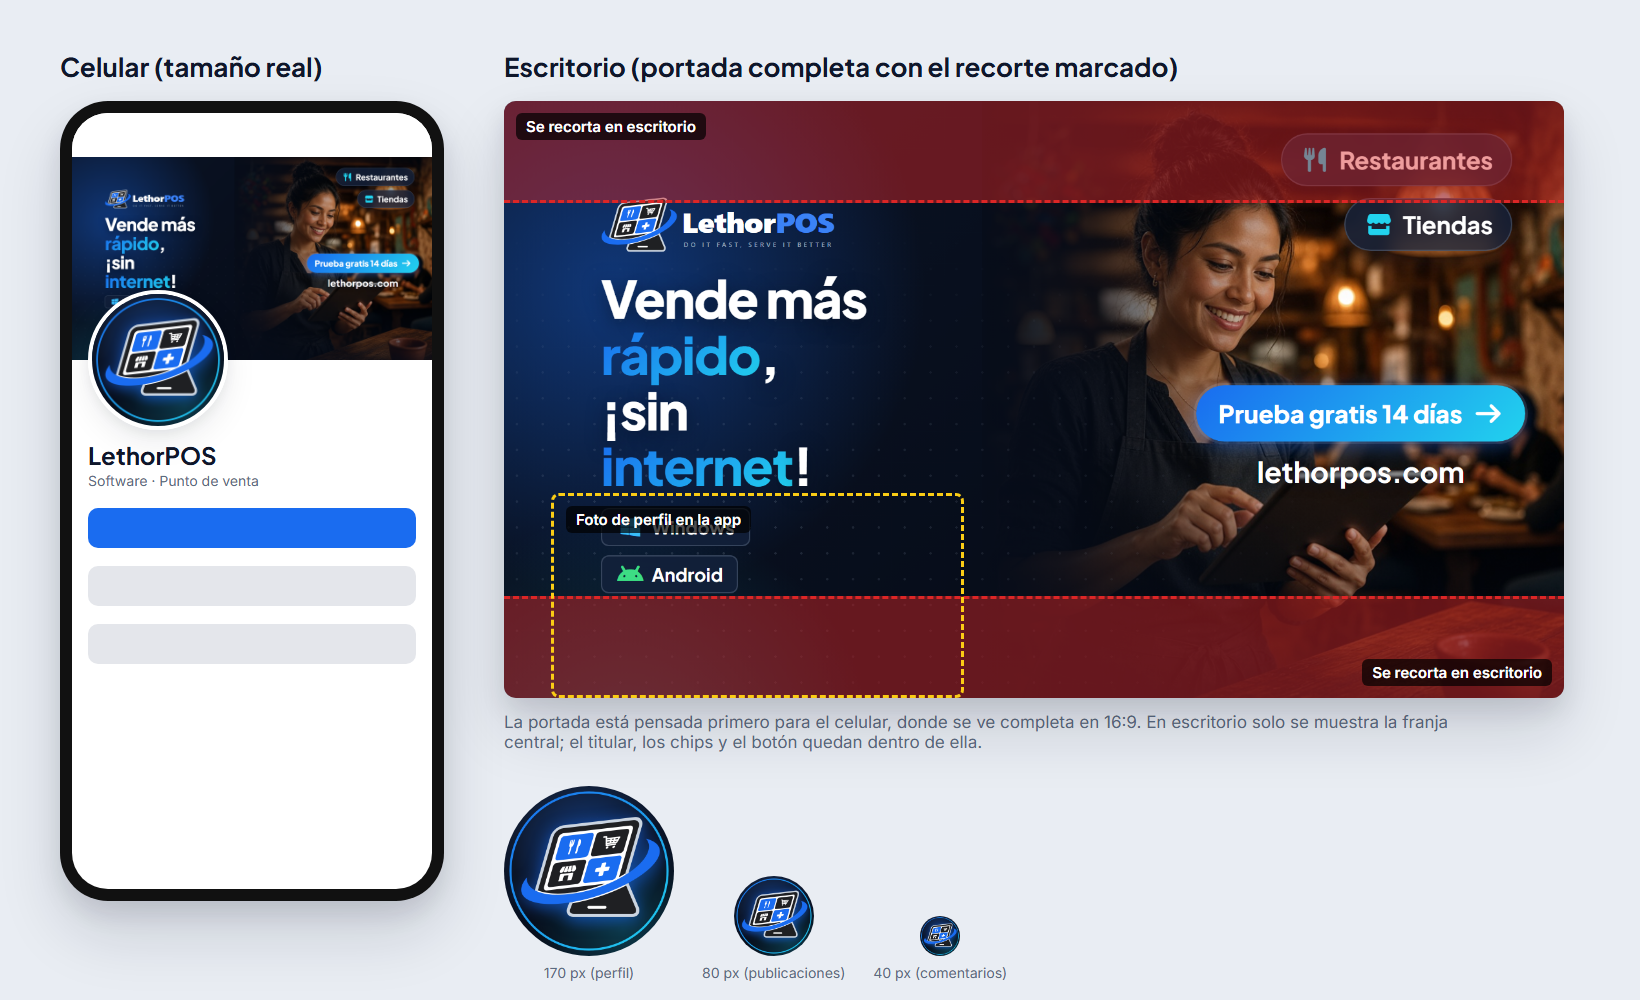 Celular (tamaño real)
Restaurantes
Tiendas
LethorPOS
Vende más
rápido,
¡sin
internet!
Prueba gratis 14 días →
lethorpos.com
LethorPOS
Software · Punto de venta
Escritorio (portada completa con el recorte marcado)
Se recorta en escritorio
Restaurantes
Tiendas
LethorPOS
DO IT FAST, SERVE IT BETTER
Vende más
rápido,
¡sin
internet!
Prueba gratis 14 días →
lethorpos.com
Foto de perfil en la app
Windows
Android
Se recorta en escritorio
La portada está pensada primero para el celular, donde se ve completa en 16:9. En escritorio solo se muestra la franja
central; el titular, los chips y el botón quedan dentro de ella.
170 px (perfil)
80 px (publicaciones)
40 px (comentarios)